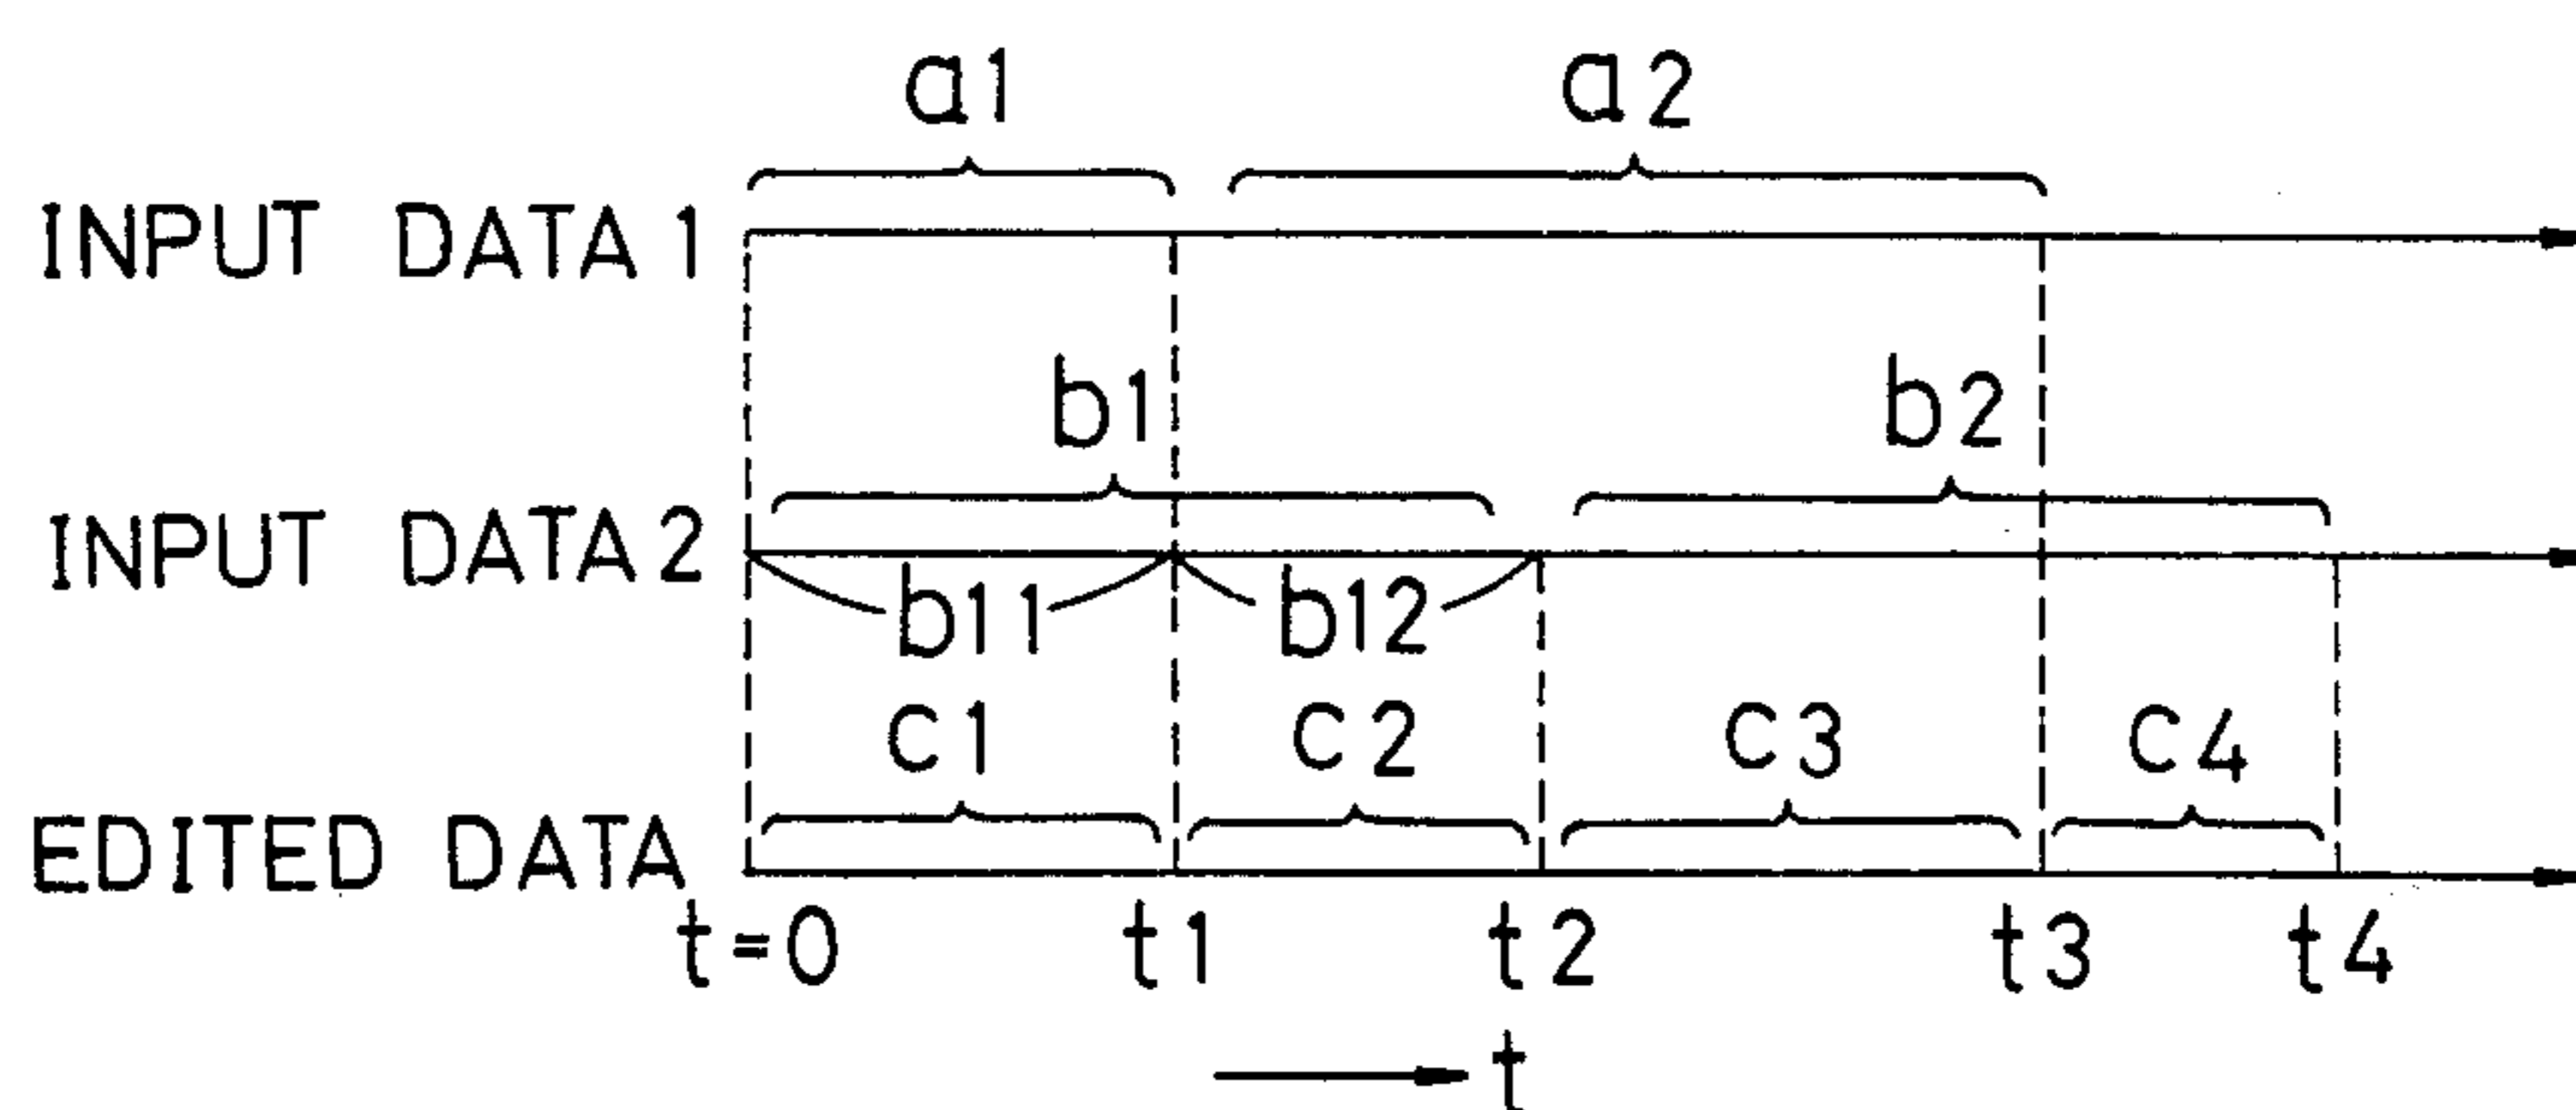 a1 a2
INPUT DATA 1
b1 b2
INPUT DATA 2
b11 b12
c1 c2 c3 c4
EDITED DATA
t=0 t1 t2 t3 t4
t